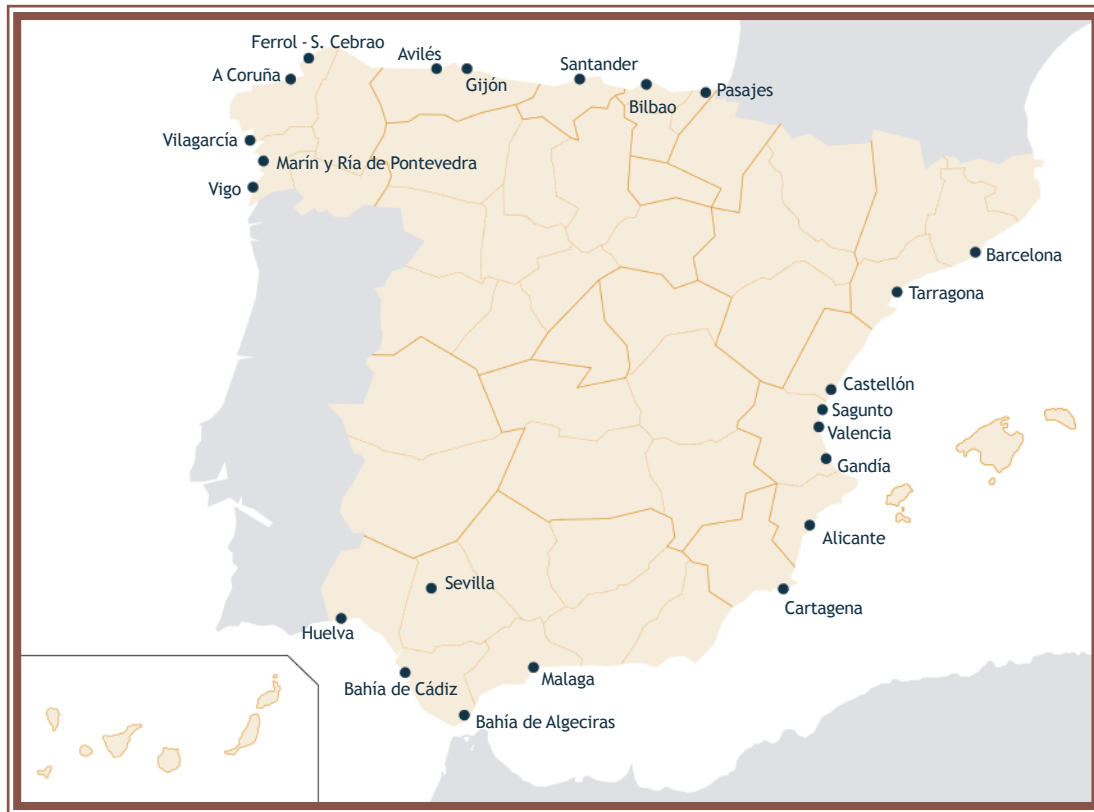 Ferrol - S. Cebrao
Avilés
Santander
A Coruña
Gijón
Bilbao
Pasajes
Vilagarcía
Marín y Ría de Pontevedra
Vigo
Barcelona
Tarragona
Castellón
Sagunto
Valencia
Gandía
Alicante
Sevilla
Cartagena
Huelva
Malaga
Bahía de Cádiz
Bahía de Algeciras